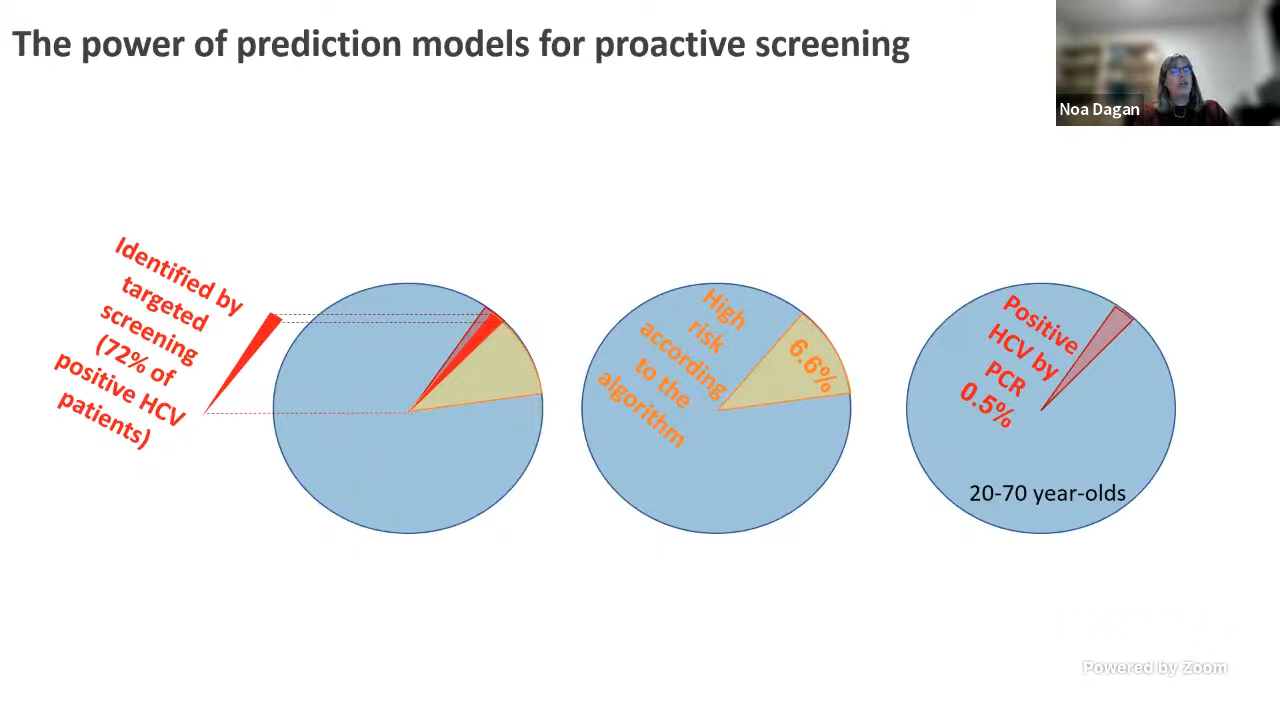 The power of prediction models for proactive screening
Noa Dagan
Identified by
targeted
screening
(72% of
positive HCV
patients)
High
risk
according
to the
algorithm
6.6%
Positive
HCV by
PCR
0.5%
20-70 year-olds
Powered by Zoom